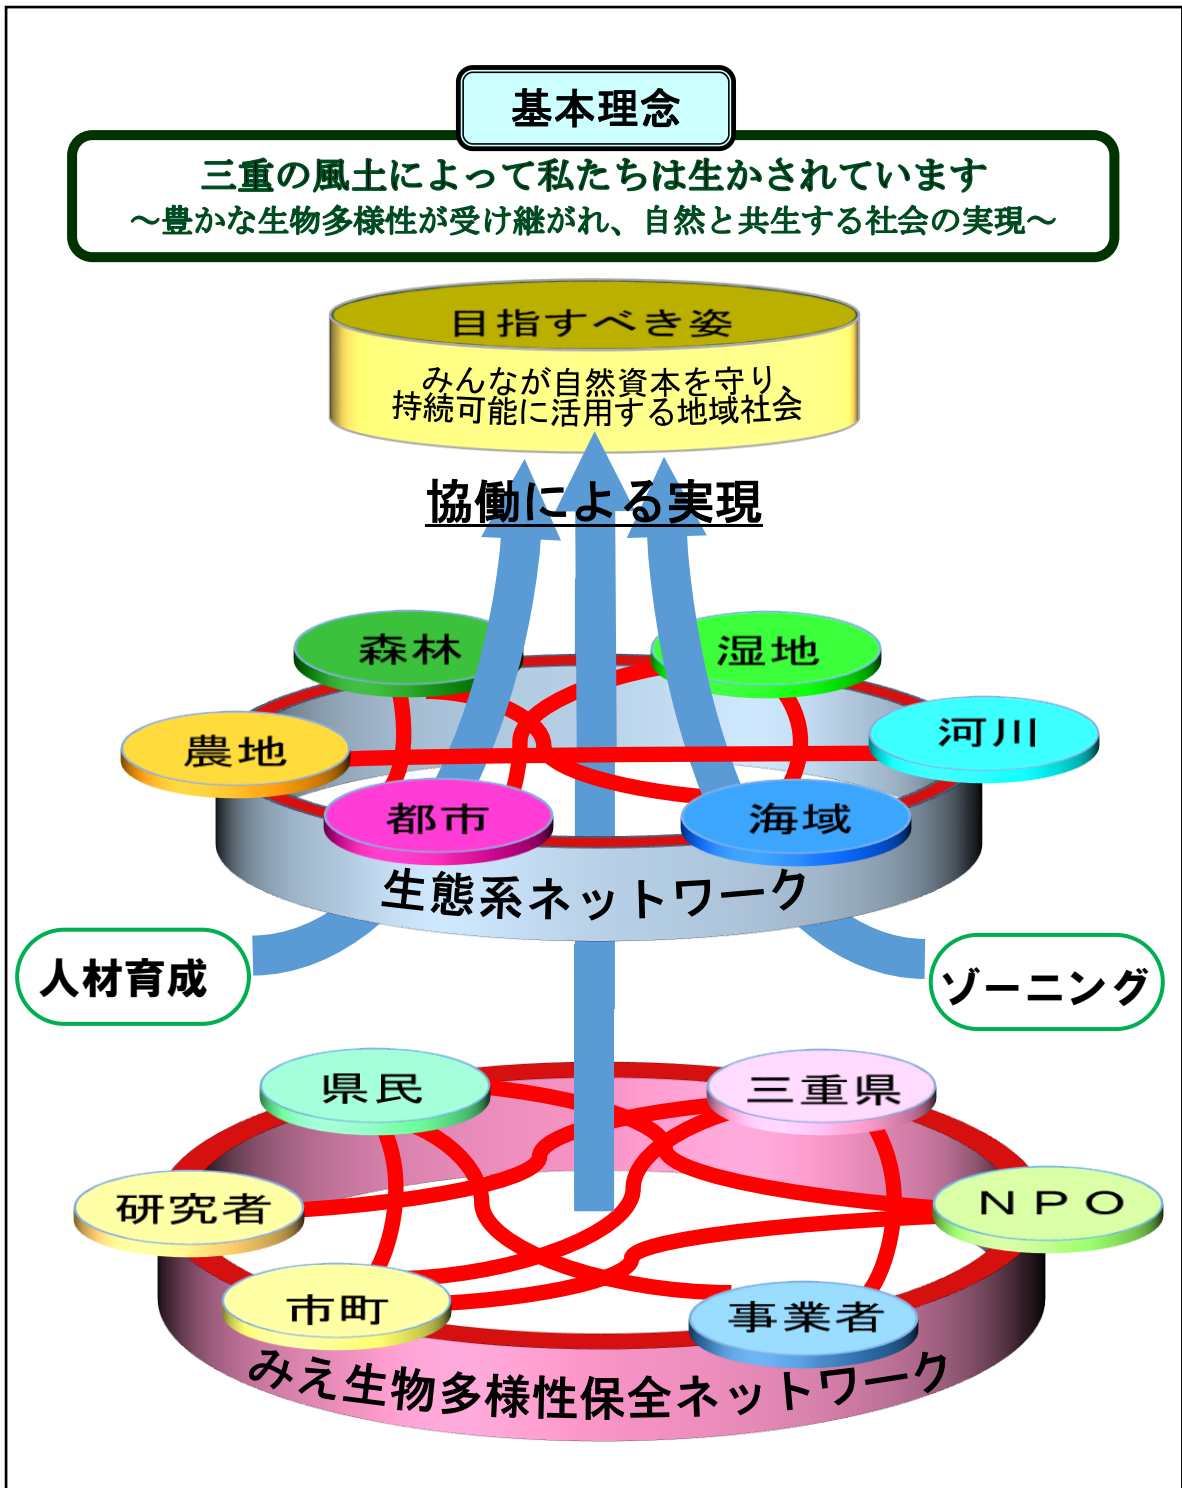 基本理念
三重の風土によって私たちは生かされています
～豊かな生物多様性が受け継がれ、自然と共生する社会の実現～
目指すべき姿
みんなが自然資本を守り、
持続可能に活用する地域社会
協働による実現
森林
湿地
農地
河川
都市
海域
生態系ネットワーク
人材育成
ゾーニング
県民
三重県
研究者
ＮＰＯ
市町
事業者
みえ生物多様性保全ネットワーク